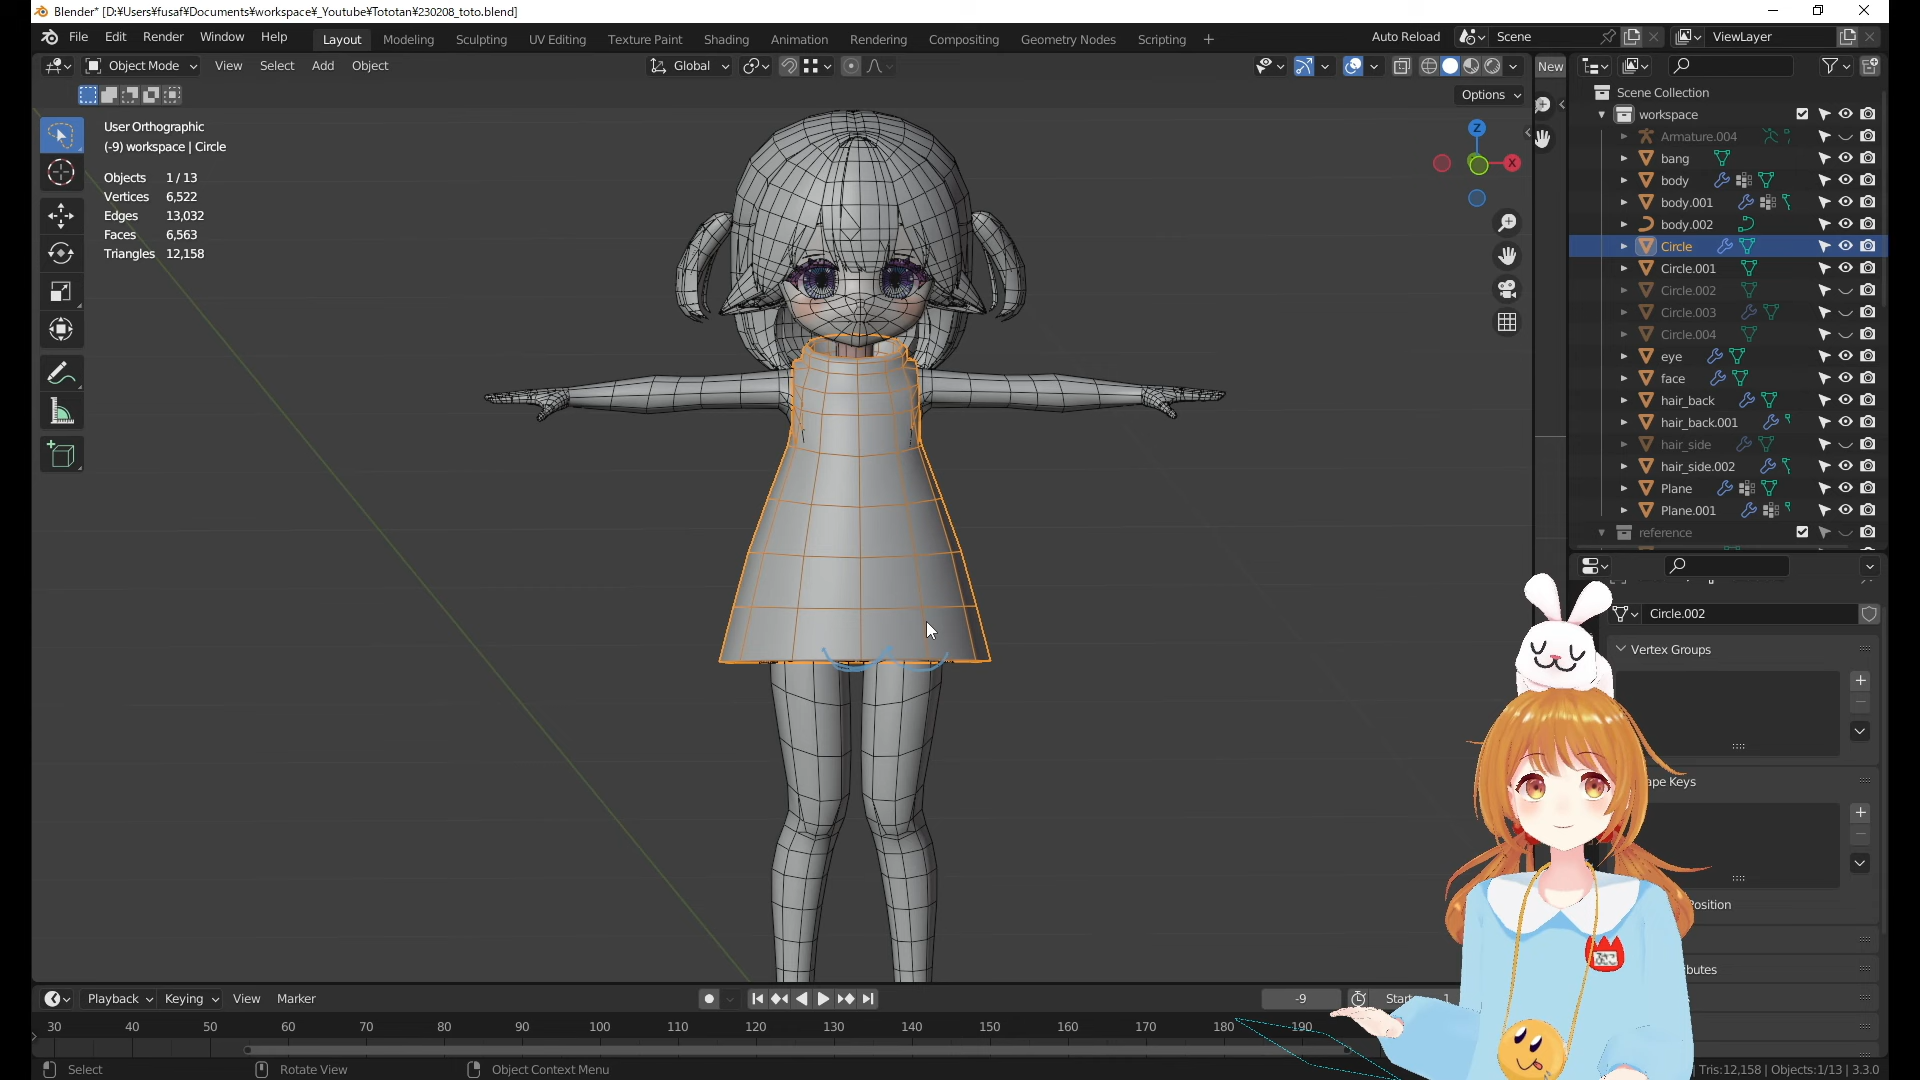 Blender* [D:¥Users¥fusaf¥Documents¥workspace¥_Youtube¥Tototan¥230208_toto.blend]
File Edit Render Window Help Layout Modeling Sculpting UV Editing Texture Paint Shading Animation Rendering Compositing Geometry Nodes Scripting + Auto Reload Scene ViewLayer
Object Mode View Select Add Object Global New
Options
User Orthographic
(-9) workspace | Circle
Objects 1 / 13
Vertices 6,522
Edges 13,032
Faces 6,563
Triangles 12,158
Z
X
Scene Collection
workspace
Armature.004
bang
body
body.001
body.002
Circle
Circle.001
Circle.002
Circle.003
Circle.004
eye
face
hair_back
hair_back.001
hair_side
hair_side.002
Plane
Plane.001
reference
Circle.002
Vertex Groups
ape Keys
Position
butes
Playback Keying View Marker -9 Start 1
30 40 50 60 70 80 90 100 110 120 130 140 150 160 170 180 190
Select Rotate View Object Context Menu Tris:12,158 | Objects:1/13 | 3.3.0